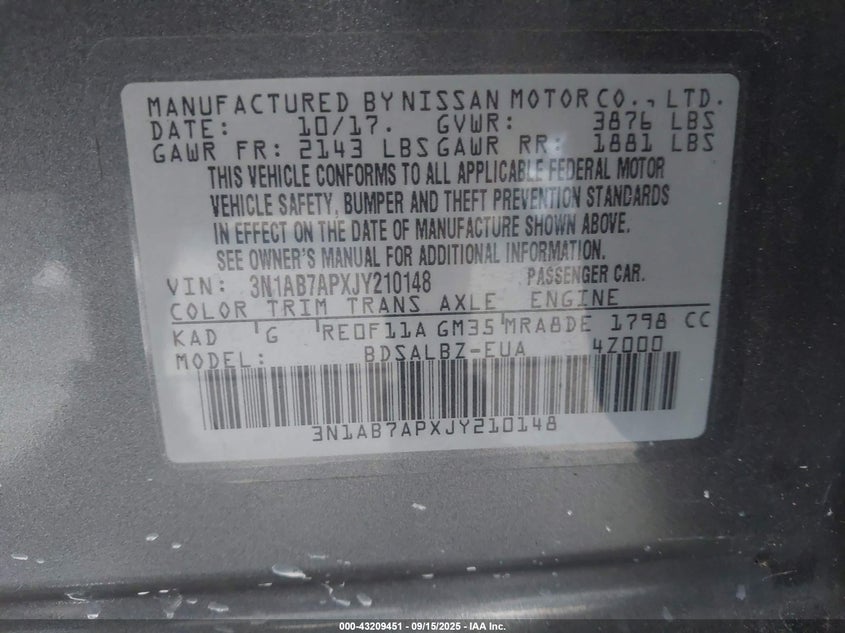 MANUFACTURED BY NISSAN MOTOR CO., LTD.
DATE: 10/17. GVWR: 3876 LBS
GAWR FR: 2143 LBS GAWR RR: 1881 LBS
THIS VEHICLE CONFORMS TO ALL APPLICABLE FEDERAL MOTOR
VEHICLE SAFETY, BUMPER AND THEFT PREVENTION STANDARDS
IN EFFECT ON THE DATE OF MANUFACTURE SHOWN ABOVE.
SEE OWNER'S MANUAL FOR ADDITIONAL INFORMATION.
VIN: 3N1AB7APXJY210148 PASSENGER CAR.
COLOR TRIM TRANS AXLE ENGINE
KAD G RE0F11A GM35 MRA8DE 1798 CC
MODEL: BDSALBZ-EUA 4Z000
3N1AB7APXJY210148
000-43209451 - 09/15/2025 - IAA Inc.